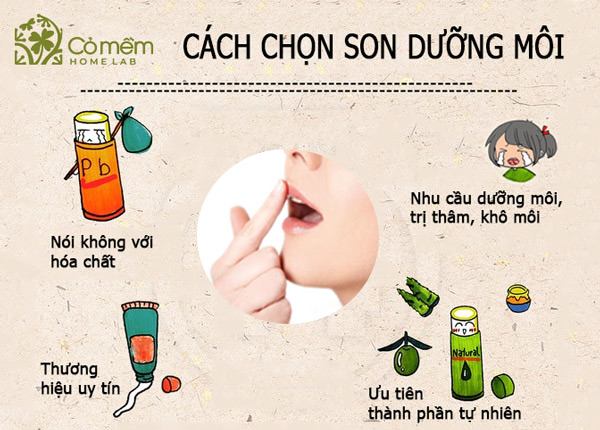 Cỏ mềm
HOME LAB
CÁCH CHỌN SON DƯỠNG MÔI
Pb
Nói không với
hóa chất
Nhu cầu dưỡng môi,
trị thâm, khô môi
Thương
hiệu uy tín
Natural
Ưu tiên
thành phần tự nhiên